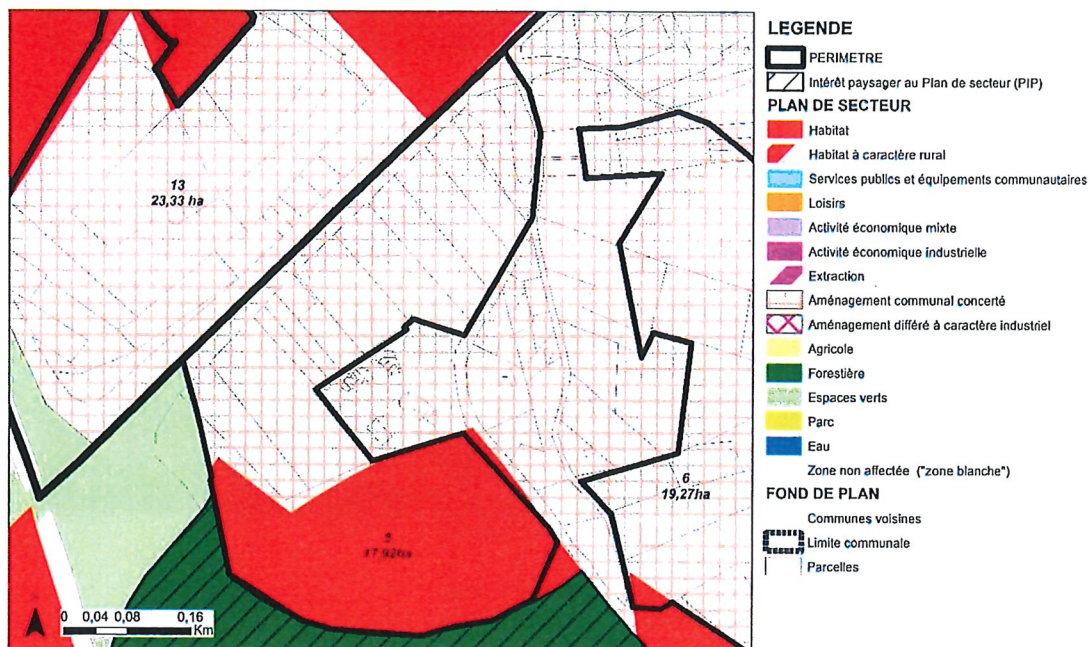 13
23,33 ha
6
19,27ha
0 0,04 0,08 0,16
Km
LEGENDE
PERIMETRE
Intérêt paysager au Plan de secteur (PIP)
PLAN DE SECTEUR
Habitat
Habitat à caractère rural
Services publics et équipements communautaires
Loisirs
Activité économique mixte
Activité économique industrielle
Extraction
Aménagement communal concerté
Aménagement différé à caractère industriel
Agricole
Forestière
Espaces verts
Parc
Eau
Zone non affectée ("zone blanche")
FOND DE PLAN
Communes voisines
Limite communale
Parcelles